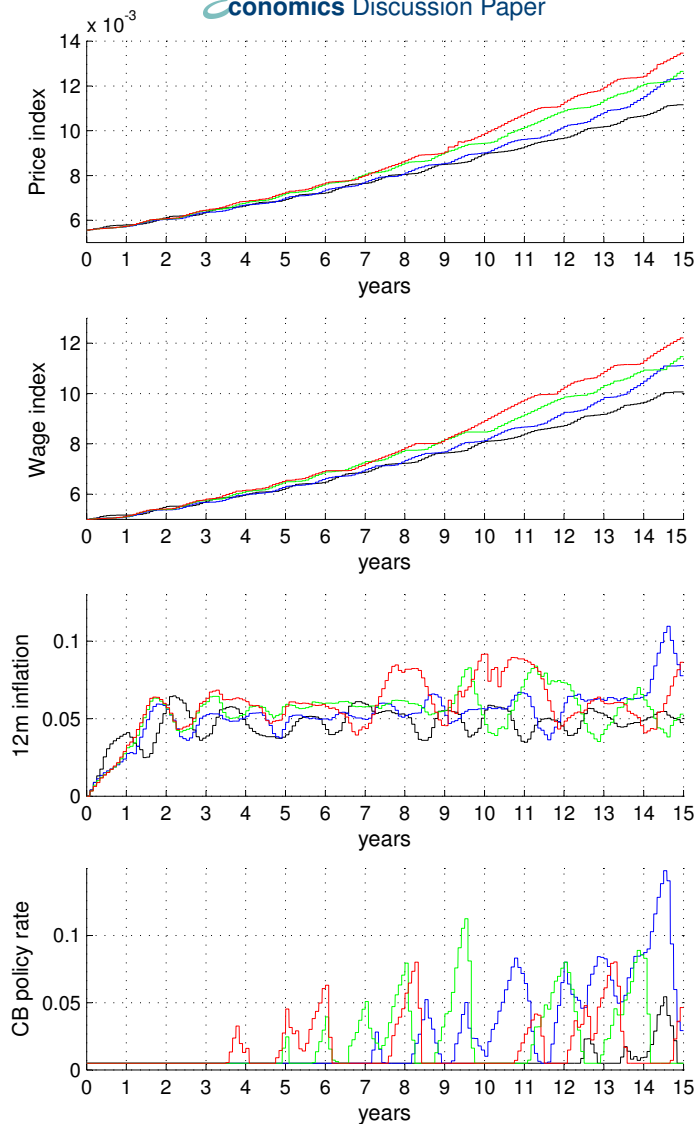 conomics Discussion Paper
x 10⁻³
14
12
10
8
6
Price index
0 1 2 3 4 5 6 7 8 9 10 11 12 13 14 15
years
12
10
8
6
Wage index
0 1 2 3 4 5 6 7 8 9 10 11 12 13 14 15
years
0.1
0.05
0
12m inflation
0 1 2 3 4 5 6 7 8 9 10 11 12 13 14 15
years
0.1
0.05
0
CB policy rate
0 1 2 3 4 5 6 7 8 9 10 11 12 13 14 15
years